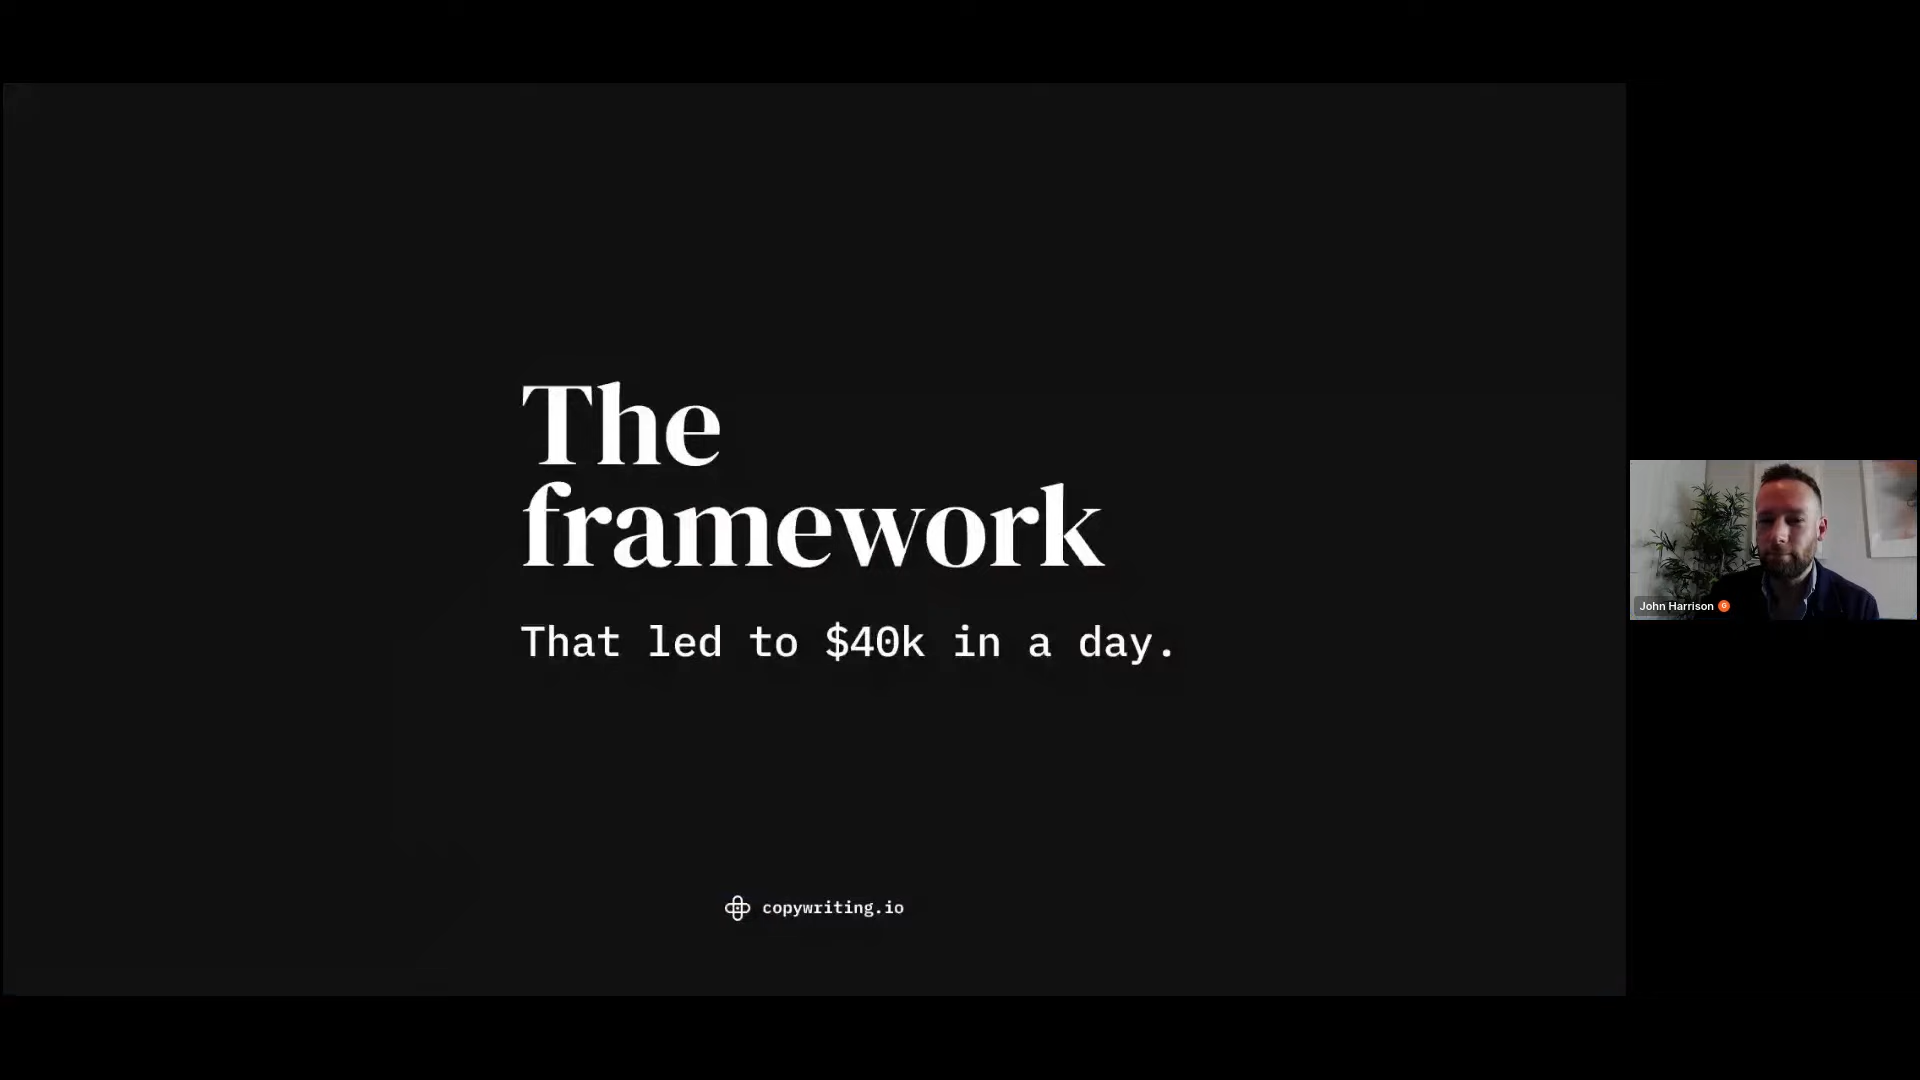 The
framework
That led to $40k in a day.
copywriting.io
John Harrison